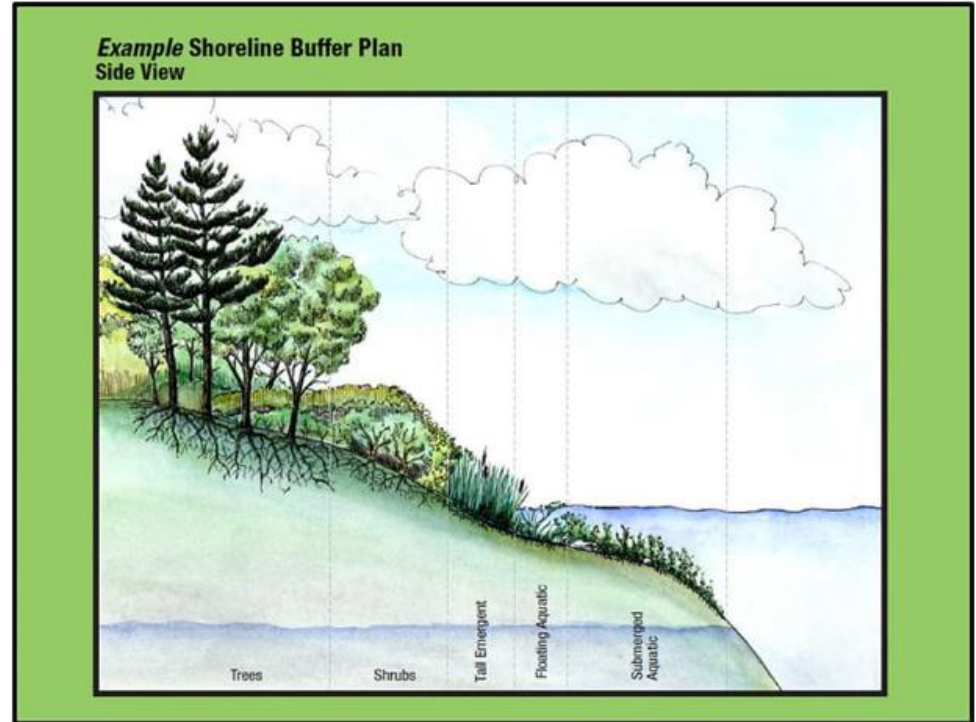 Example Shoreline Buffer Plan
Side View
Trees
Shrubs
Tall Emergent
Floating Aquatic
Submerged
Aquatic